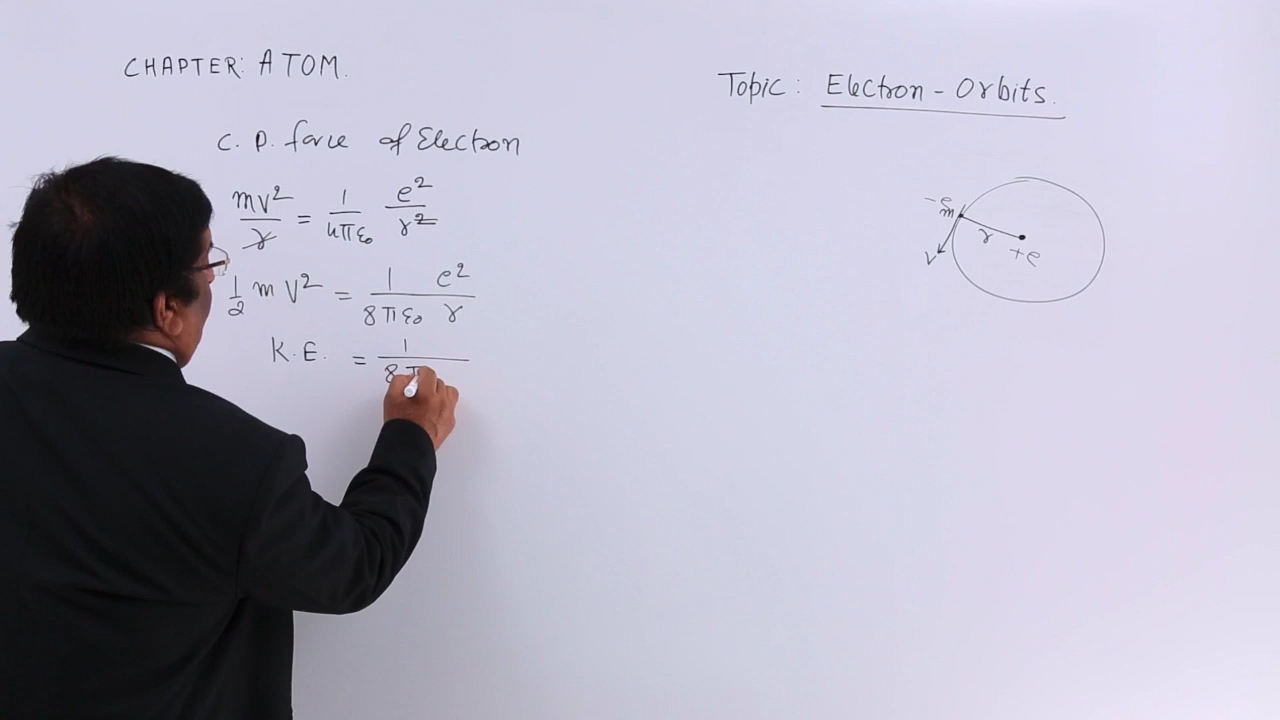 CHAPTER: ATOM.
Topic: Electron - Orbits.
C. P. force of Electron
mv²/r = 1/4πε₀ e²/r²
1/2 m v² = 1/8πε₀ e²/r
K.E. = 1/8π
-e
m
r
v
+e